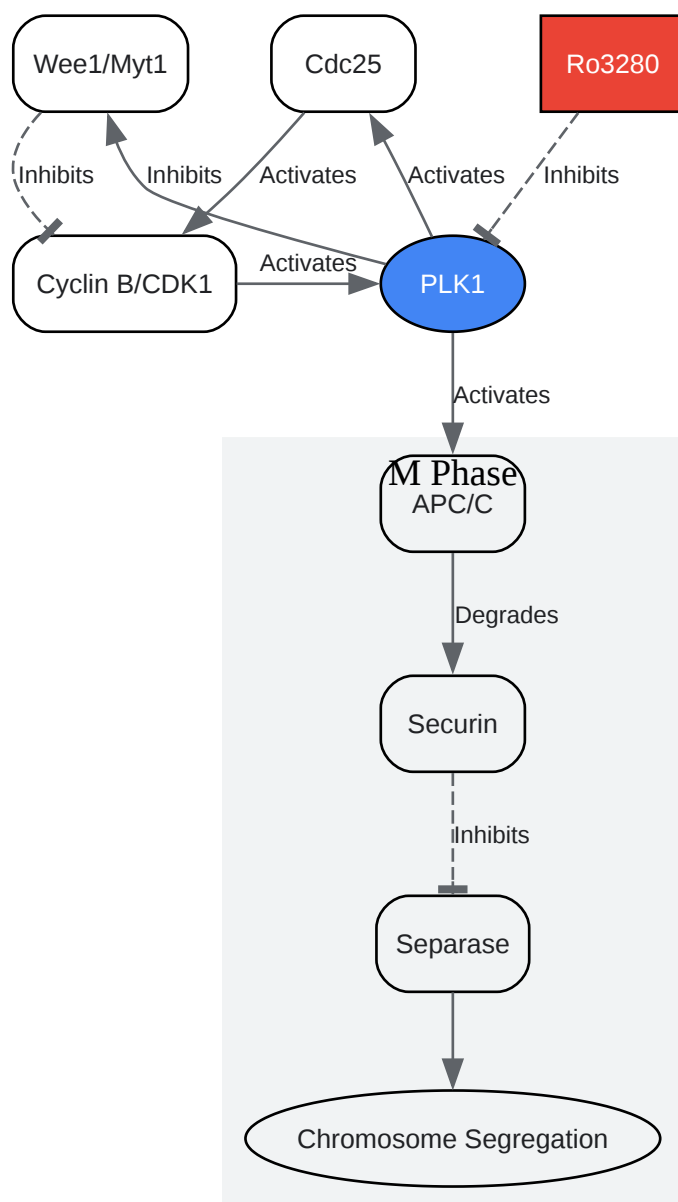 Wee1/Myt1
Cdc25
Ro3280
Inhibits
Inhibits
Activates
Activates
Inhibits
Cyclin B/CDK1
Activates
PLK1
Activates
M Phase
APC/C
Degrades
Securin
Inhibits
Separase
Chromosome Segregation